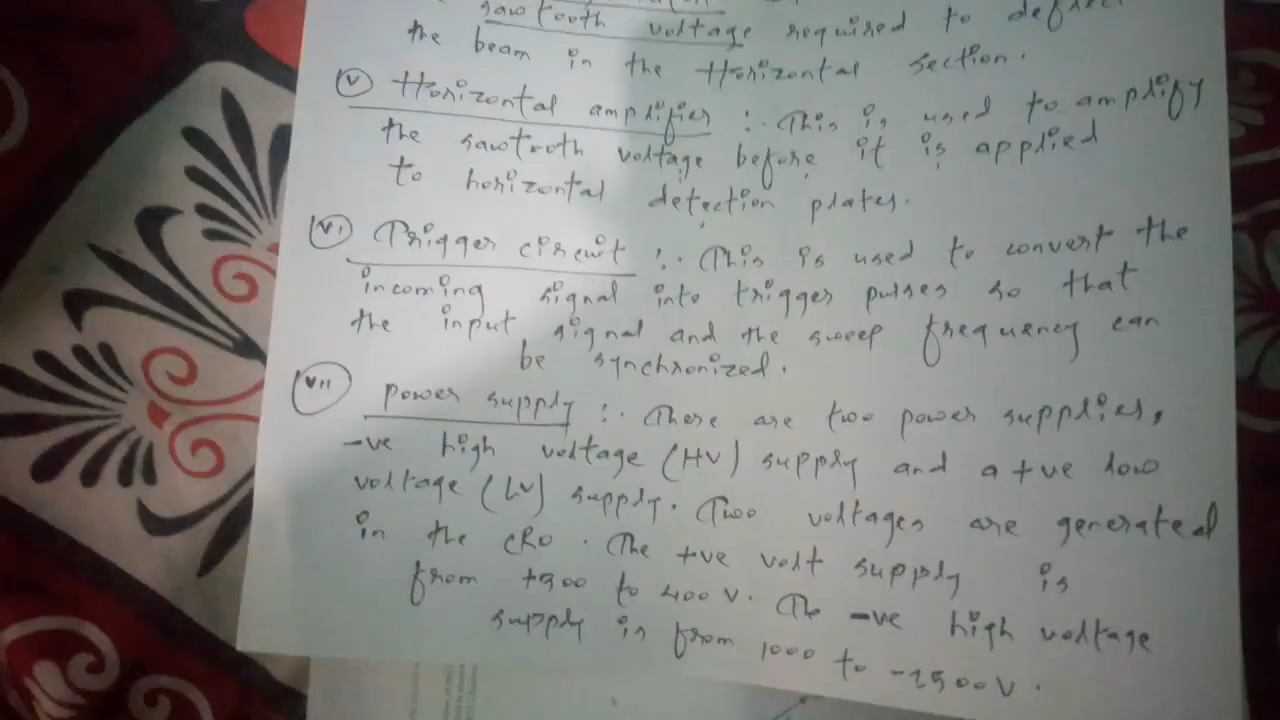 saw tooth voltage required to deflect
the beam in the Horizontal section.
(v) Horizontal amplifier :. This is used to amplify
the sawtooth voltage before it is applied
to horizontal detection plates.
(vi) Trigger circuit :. This is used to convert the
incoming signal into trigger pulses so that
the input signal and the sweep frequency can
be synchronized.
(vii) Power supply :. There are two power supplies,
-ve high voltage (HV) supply and a +ve low
voltage (LV) supply. Two voltages are generated
in the CRO. The +ve volt supply is
from +300 to 400 V. The -ve high voltage
supply is from 1000 to -1500V.